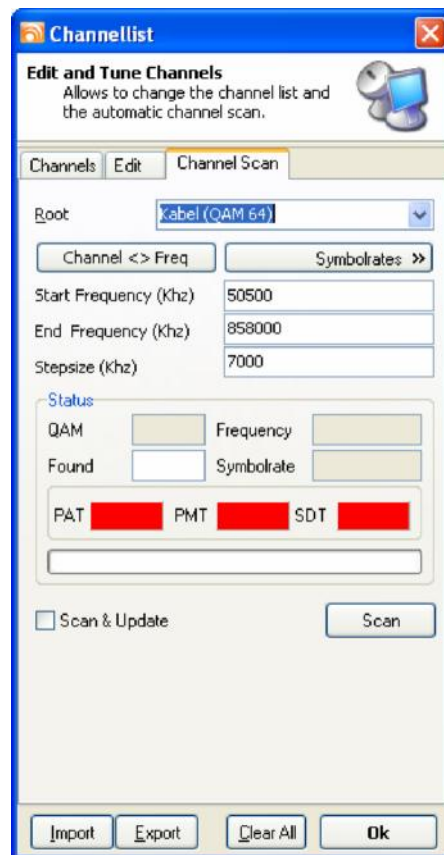 Channellist
Edit and Tune Channels
Allows to change the channel list and
the automatic channel scan.
Channels Edit Channel Scan
Root Kabel (QAM 64)
Channel <> Freq Symbolrates »
Start Frequency (Khz) 50500
End Frequency (Khz) 858000
Stepsize (Khz) 7000
Status
QAM Frequency
Found Symbolrate
PAT PMT SDT
Scan & Update Scan
Import Export Clear All Ok